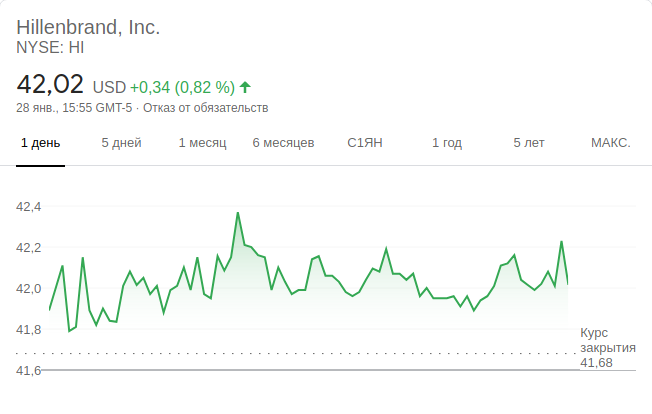 Hillenbrand, Inc.
NYSE: HI
42,02 USD +0,34 (0,82 %)
28 янв., 15:55 GMT-5 · Отказ от обязательств
1 день 5 дней 1 месяц 6 месяцев С1ЯН 1 год 5 лет МАКС.
42,4
42,2
42,0
41,8
41,6
Курс
закрытия
41,68